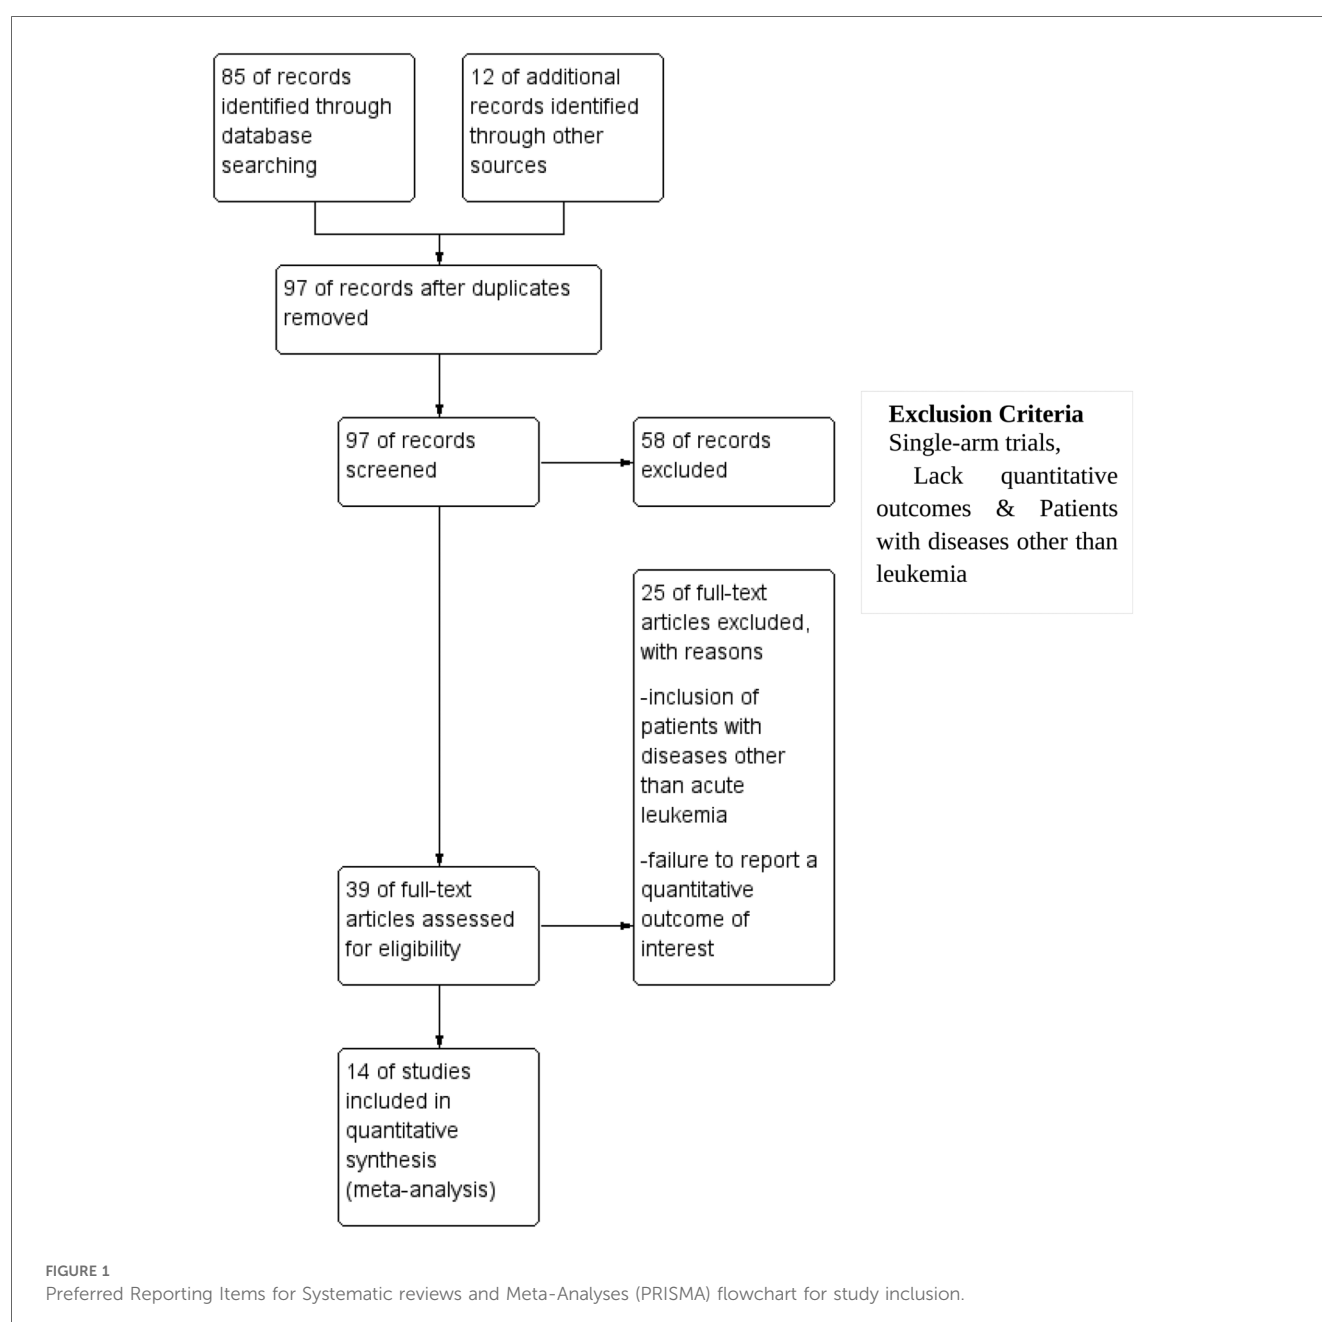 85 of records
identified through
database
searching
12 of additional
records identified
through other
sources
97 of records after duplicates
removed
97 of records
screened
58 of records
excluded
Exclusion Criteria
Single-arm trials,
Lack quantitative
outcomes & Patients
with diseases other than
leukemia
25 of full-text
articles excluded,
with reasons
-inclusion of
patients with
diseases other
than acute
leukemia
-failure to report a
quantitative
outcome of
interest
39 of full-text
articles assessed
for eligibility
14 of studies
included in
quantitative
synthesis
(meta-analysis)
FIGURE 1
Preferred Reporting Items for Systematic reviews and Meta-Analyses (PRISMA) flowchart for study inclusion.